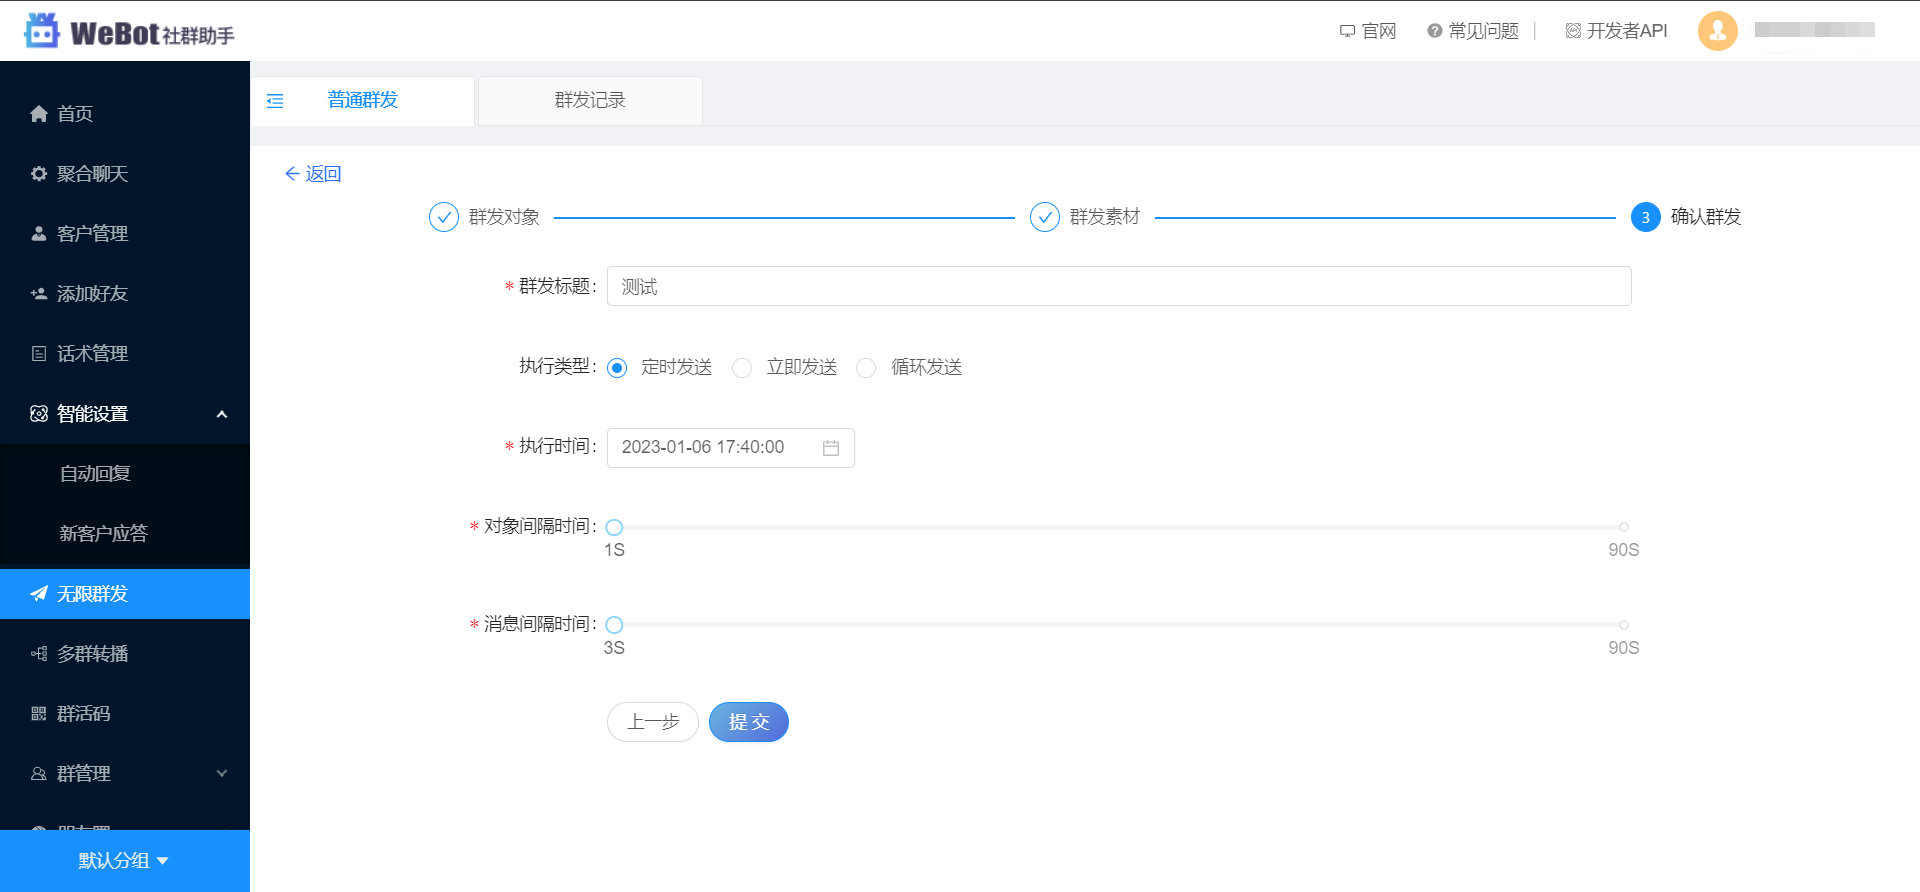 WeBot社群助手
官网
常见问题
开发者API
首页
聚合聊天
客户管理
添加好友
话术管理
智能设置
自动回复
新客户应答
无限群发
多群转播
群活码
群管理
默认分组
普通群发
群发记录
返回
群发对象
群发素材
3 确认群发
* 群发标题: 测试
执行类型: 定时发送 立即发送 循环发送
* 执行时间: 2023-01-06 17:40:00
* 对象间隔时间:
1S 90S
* 消息间隔时间:
3S 90S
上一步 提交